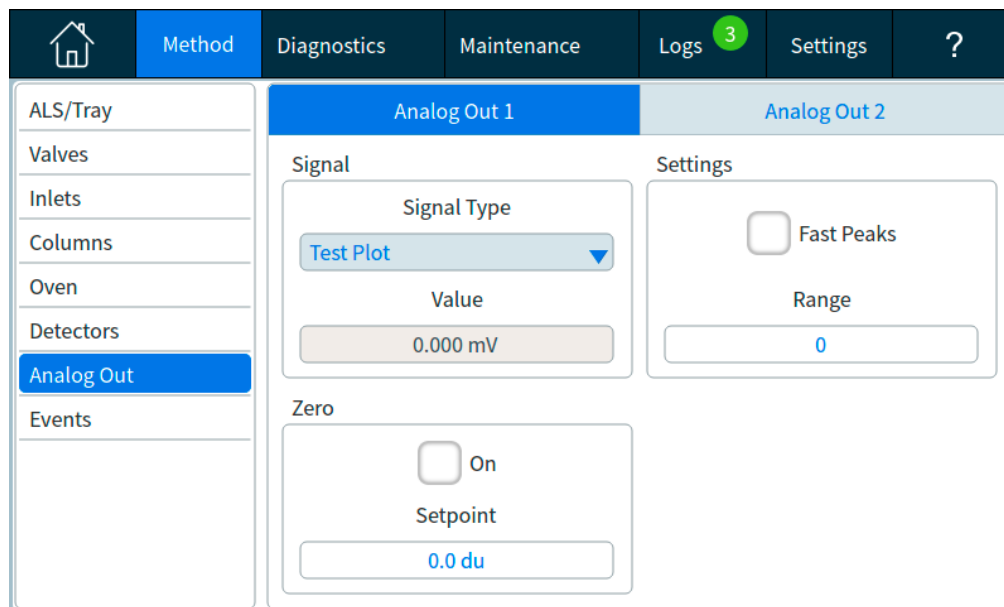 Method
Diagnostics
Maintenance
Logs 3
Settings
?
ALS/Tray
Valves
Inlets
Columns
Oven
Detectors
Analog Out
Events
Analog Out 1
Analog Out 2
Signal
Signal Type
Test Plot
Value
0.000 mV
Settings
Fast Peaks
Range
0
Zero
On
Setpoint
0.0 du